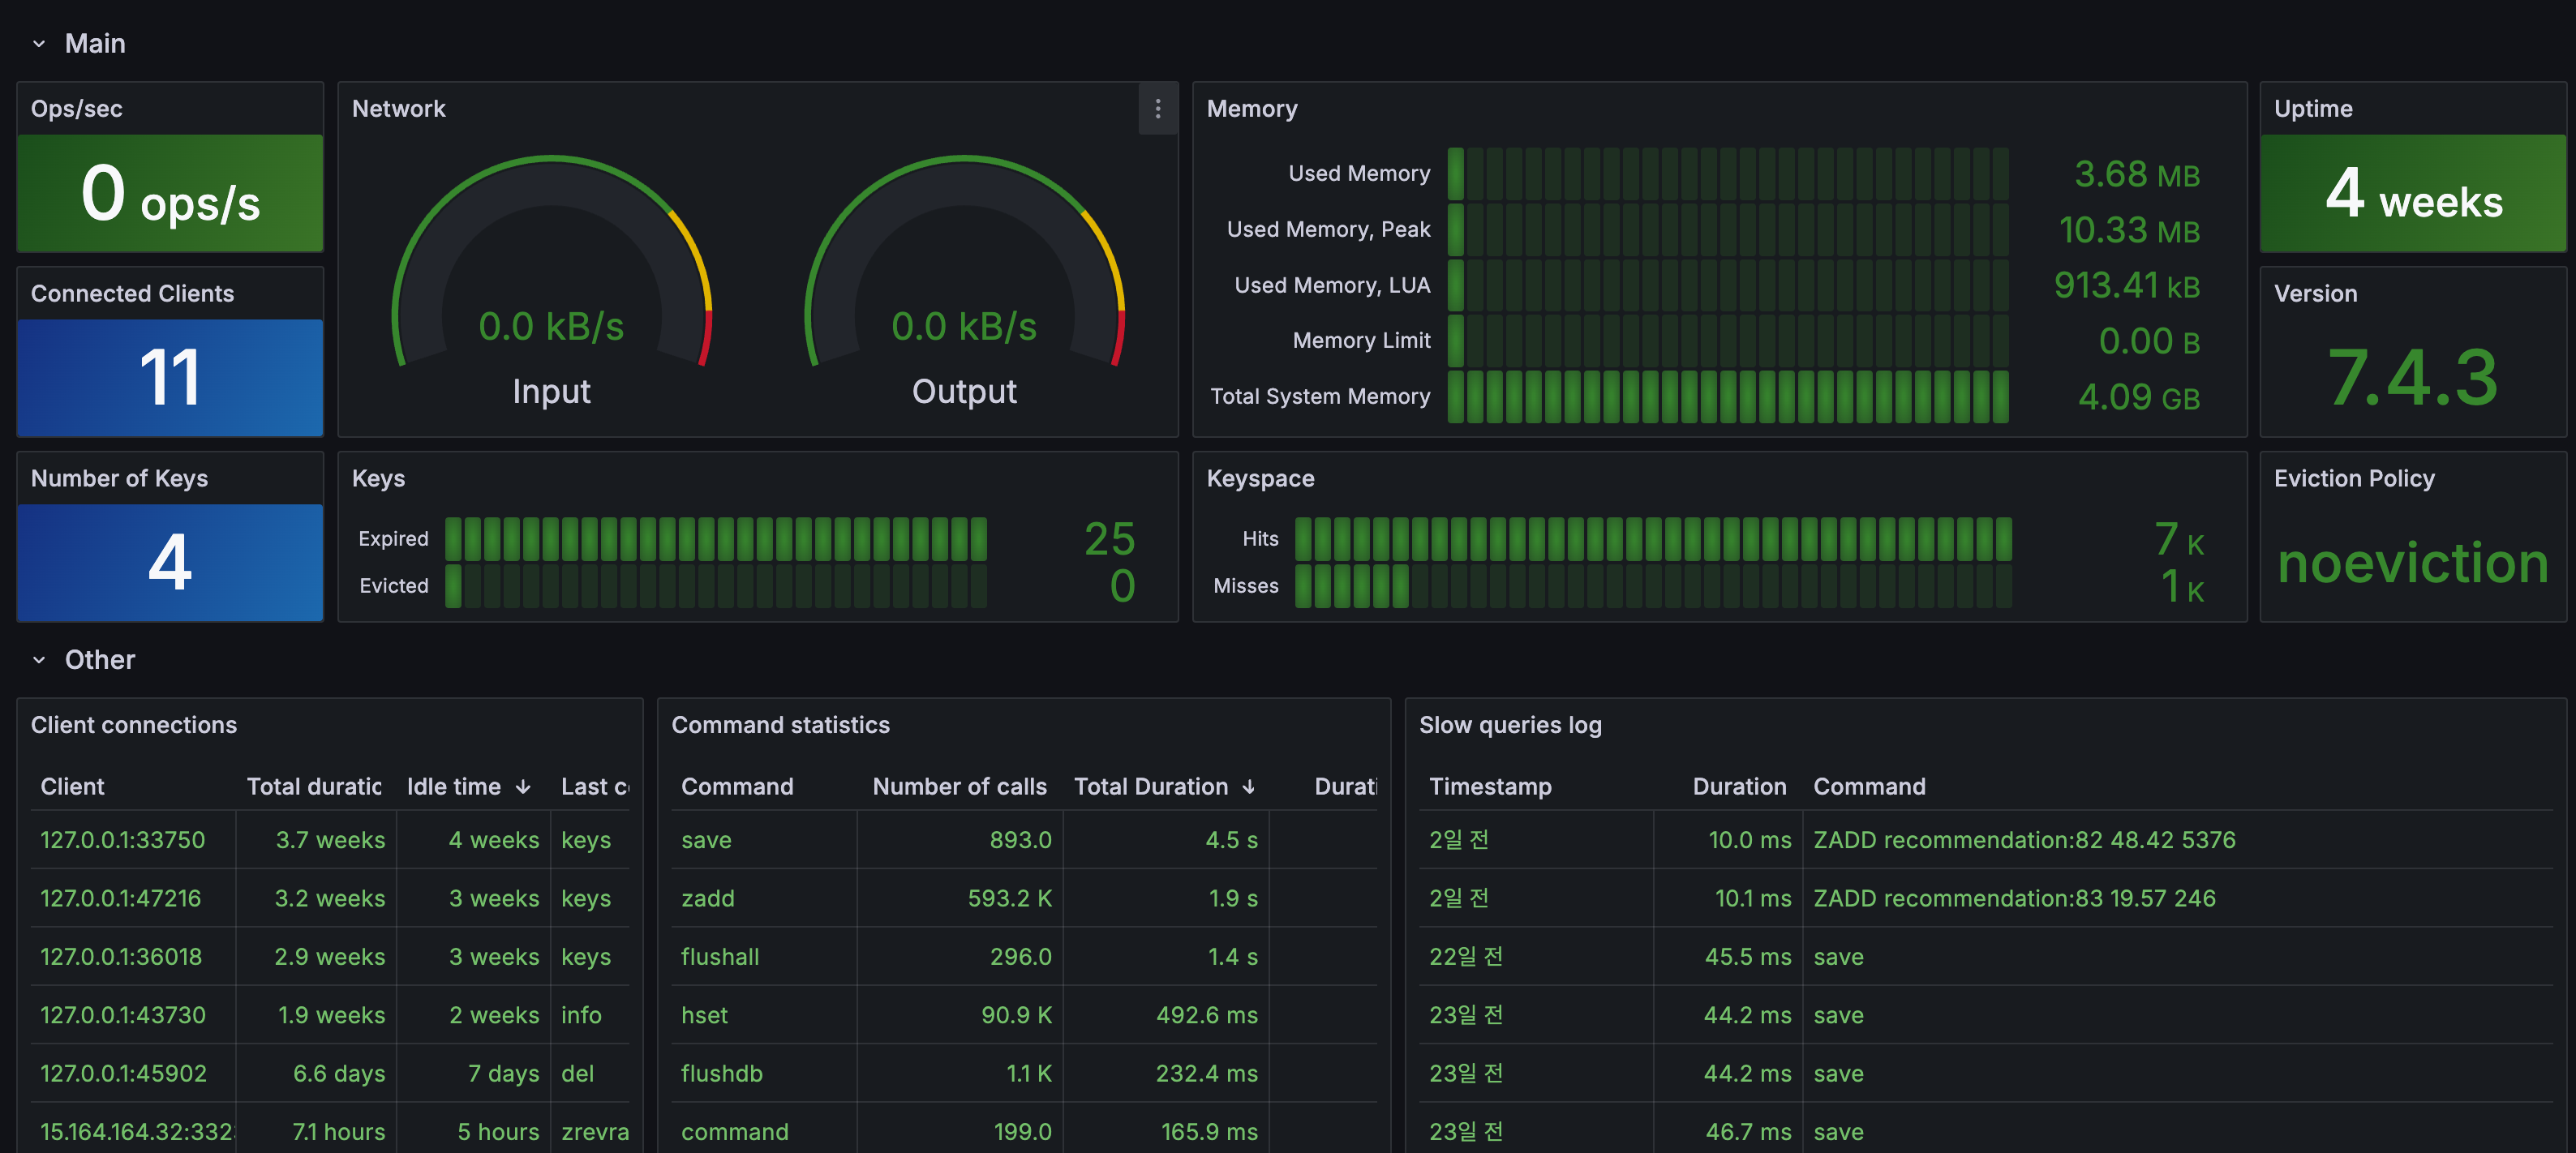 Main
Ops/sec
0 ops/s
Network
0.0 kB/s
Input
0.0 kB/s
Output
Memory
Used Memory 3.68 MB
Used Memory, Peak 10.33 MB
Used Memory, LUA 913.41 kB
Memory Limit 0.00 B
Total System Memory 4.09 GB
Uptime
4 weeks
Connected Clients
11
Version
7.4.3
Number of Keys
4
Keys
Expired 25
Evicted 0
Keyspace
Hits 7 K
Misses 1 K
Eviction Policy
noeviction
Other
Client connections
Client Total duratic Idle time Last c
127.0.0.1:33750 3.7 weeks 4 weeks keys
127.0.0.1:47216 3.2 weeks 3 weeks keys
127.0.0.1:36018 2.9 weeks 3 weeks keys
127.0.0.1:43730 1.9 weeks 2 weeks info
127.0.0.1:45902 6.6 days 7 days del
15.164.164.32:332 7.1 hours 5 hours zrevra
Command statistics
Command Number of calls Total Duration Durati
save 893.0 4.5 s
zadd 593.2 K 1.9 s
flushall 296.0 1.4 s
hset 90.9 K 492.6 ms
flushdb 1.1 K 232.4 ms
command 199.0 165.9 ms
Slow queries log
Timestamp Duration Command
2일 전 10.0 ms ZADD recommendation:82 48.42 5376
2일 전 10.1 ms ZADD recommendation:83 19.57 246
22일 전 45.5 ms save
23일 전 44.2 ms save
23일 전 44.2 ms save
23일 전 46.7 ms save